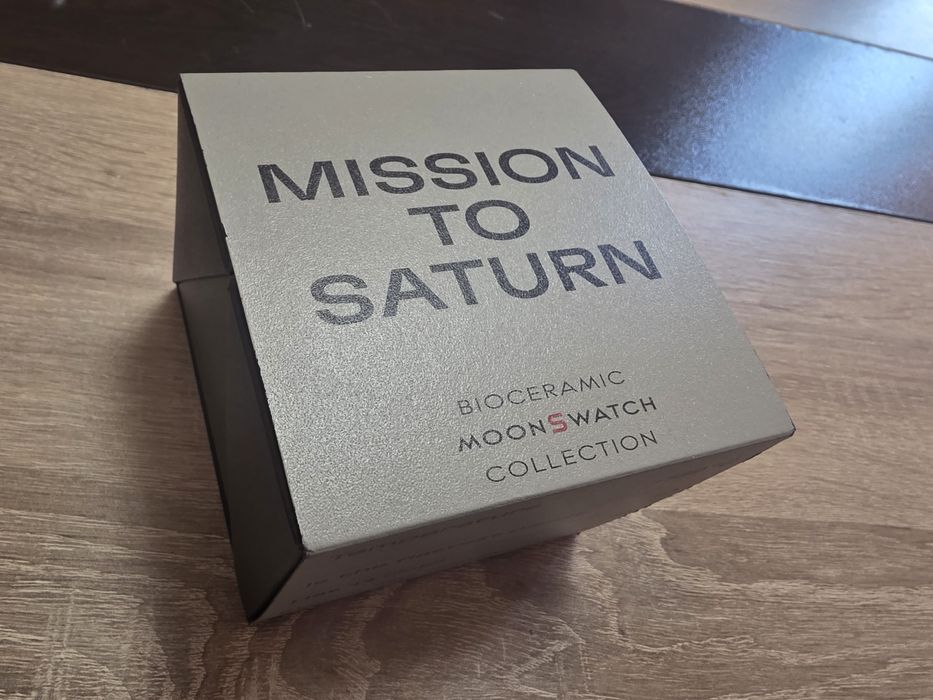 MISSION
TO
SATURN
BIOCERAMIC
MOONSWATCH
COLLECTION